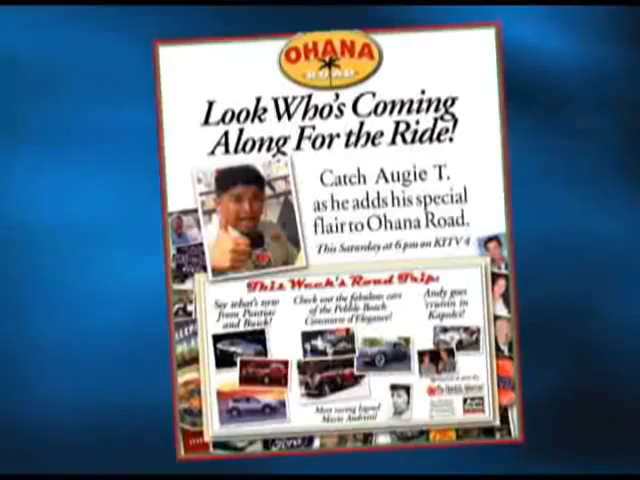 OHANA
ROAD
Look Who's Coming
Along For the Ride!
Catch Augie T.
as he adds his special
flair to Ohana Road.
This Saturday at 6 pm on KITV 4
This Week's Road Trip:
See what's new
from Pontiac
and Buick!
Check out the fabulous cars
of the Pebble Beach
Concourse d'Elegance!
Andy goes
cruisin in
Kapolei!
Meet racing legend
Mario Andretti!
Ford